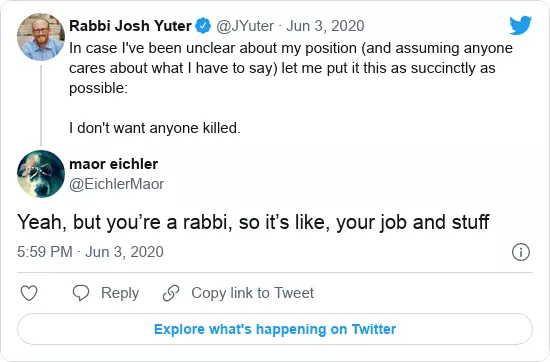 Rabbi Josh Yuter @JYuter · Jun 3, 2020
In case I've been unclear about my position (and assuming anyone
cares about what I have to say) let me put it this as succinctly as
possible:
I don't want anyone killed.
maor eichler
@EichlerMaor
Yeah, but you’re a rabbi, so it’s like, your job and stuff
5:59 PM · Jun 3, 2020
Reply Copy link to Tweet
Explore what's happening on Twitter